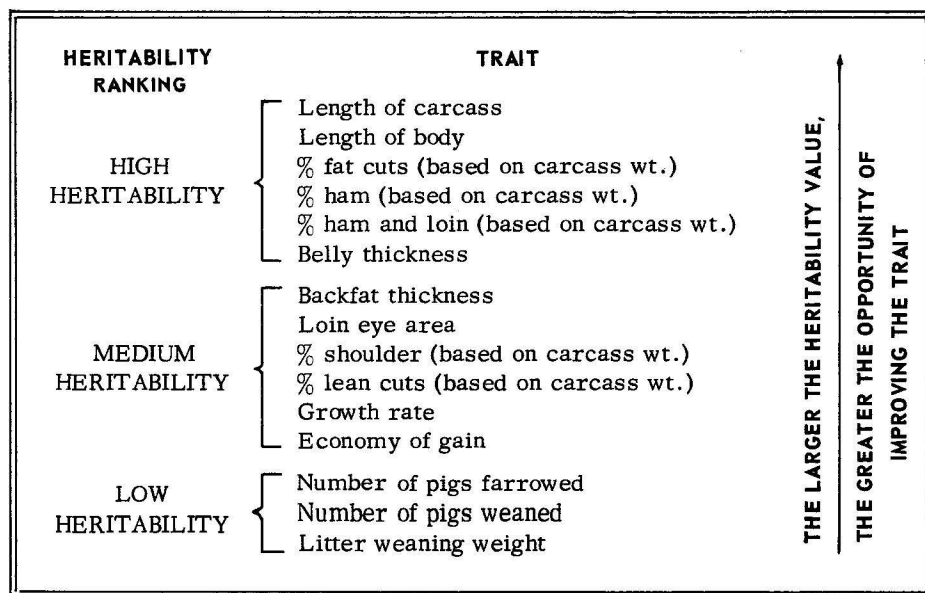 HERITABILITY
RANKING
TRAIT
HIGH
HERITABILITY
Length of carcass
Length of body
% fat cuts (based on carcass wt.)
% ham (based on carcass wt.)
% ham and loin (based on carcass wt.)
Belly thickness
MEDIUM
HERITABILITY
Backfat thickness
Loin eye area
% shoulder (based on carcass wt.)
% lean cuts (based on carcass wt.)
Growth rate
Economy of gain
LOW
HERITABILITY
Number of pigs farrowed
Number of pigs weaned
Litter weaning weight
THE LARGER THE HERITABILITY VALUE,
THE GREATER THE OPPORTUNITY OF
IMPROVING THE TRAIT